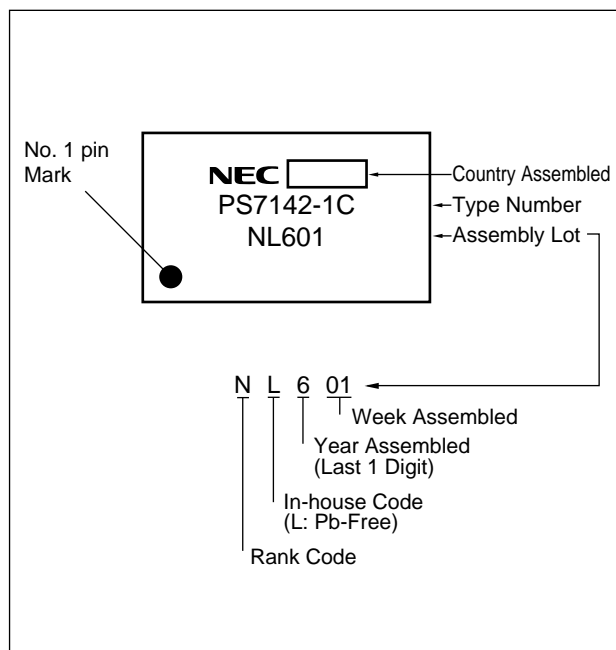 No. 1 pin
Mark
NEC
Country Assembled
PS7142-1C
Type Number
NL601
Assembly Lot
N L 6 01
Week Assembled
Year Assembled
(Last 1 Digit)
In-house Code
(L: Pb-Free)
Rank Code